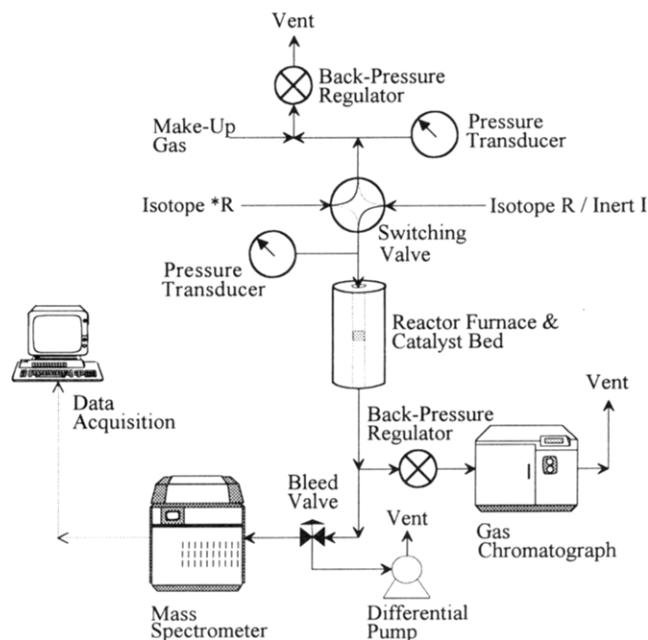 Vent
Back-Pressure
Regulator
Make-Up
Gas
Pressure
Transducer
Isotope *R
Isotope R / Inert I
Switching
Valve
Pressure
Transducer
Reactor Furnace &
Catalyst Bed
Data
Acquisition
Vent
Back-Pressure
Regulator
Bleed
Valve
Vent
Gas
Chromatograph
Mass
Spectrometer
Differential
Pump